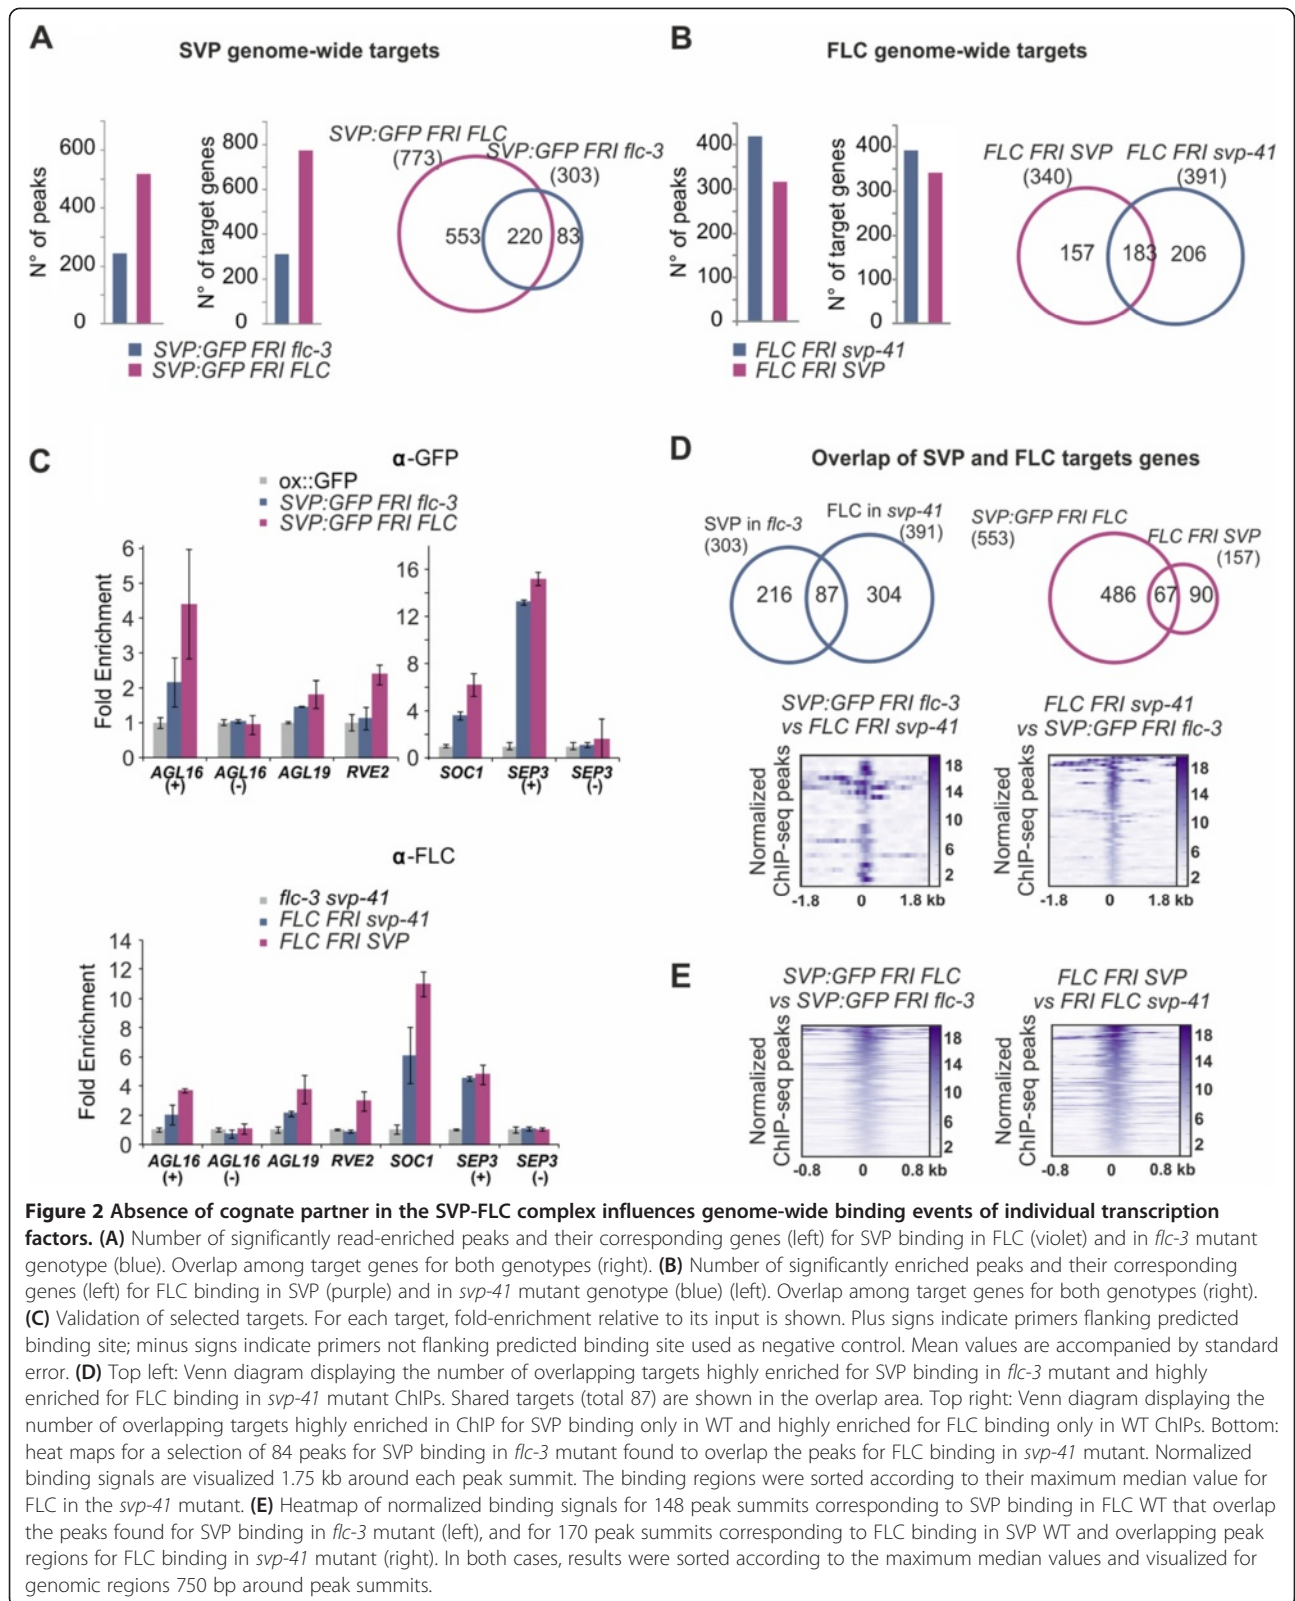 A
SVP genome-wide targets
N° of peaks
600
400
200
0
N° of target genes
800
600
400
200
0
SVP:GFP FRI FLC
(773)
SVP:GFP FRI flc-3
(303)
553
220
83
SVP:GFP FRI flc-3
SVP:GFP FRI FLC
B
FLC genome-wide targets
N° of peaks
400
300
200
100
0
N° of target genes
400
300
200
100
0
FLC FRI SVP
(340)
FLC FRI svp-41
(391)
157
183
206
FLC FRI svp-41
FLC FRI SVP
C
α-GFP
ox::GFP
SVP:GFP FRI flc-3
SVP:GFP FRI FLC
Fold Enrichment
6
5
4
3
2
1
0
AGL16
(+)
AGL16
(-)
AGL19
RVE2
16
12
8
4
0
SOC1
SEP3
(+)
SEP3
(-)
α-FLC
flc-3 svp-41
FLC FRI svp-41
FLC FRI SVP
Fold Enrichment
14
12
10
8
6
4
2
0
AGL16
(+)
AGL16
(-)
AGL19
RVE2
SOC1
SEP3
(+)
SEP3
(-)
D
Overlap of SVP and FLC targets genes
SVP in flc-3
(303)
FLC in svp-41
(391)
216
87
304
SVP:GFP FRI FLC
(553)
FLC FRI SVP
(157)
486
67
90
SVP:GFP FRI flc-3
vs FLC FRI svp-41
Normalized
ChIP-seq peaks
18
14
10
6
2
-1.8
0
1.8 kb
FLC FRI svp-41
vs SVP:GFP FRI flc-3
Normalized
ChIP-seq peaks
18
14
10
6
2
-1.8
0
1.8 kb
E
SVP:GFP FRI FLC
vs SVP:GFP FRI flc-3
Normalized
ChIP-seq peaks
18
14
10
6
2
-0.8
0
0.8 kb
FLC FRI SVP
vs FRI FLC svp-41
Normalized
ChIP-seq peaks
18
14
10
6
2
-0.8
0
0.8 kb
Figure 2 Absence of cognate partner in the SVP-FLC complex influences genome-wide binding events of individual transcription
factors. (A) Number of significantly read-enriched peaks and their corresponding genes (left) for SVP binding in FLC (violet) and in flc-3 mutant
genotype (blue). Overlap among target genes for both genotypes (right). (B) Number of significantly enriched peaks and their corresponding
genes (left) for FLC binding in SVP (purple) and in svp-41 mutant genotype (blue) (left). Overlap among target genes for both genotypes (right).
(C) Validation of selected targets. For each target, fold-enrichment relative to its input is shown. Plus signs indicate primers flanking predicted
binding site; minus signs indicate primers not flanking predicted binding site used as negative control. Mean values are accompanied by standard
error. (D) Top left: Venn diagram displaying the number of overlapping targets highly enriched for SVP binding in flc-3 mutant and highly
enriched for FLC binding in svp-41 mutant ChIPs. Shared targets (total 87) are shown in the overlap area. Top right: Venn diagram displaying the
number of overlapping targets highly enriched in ChIP for SVP binding only in WT and highly enriched for FLC binding only in WT ChIPs. Bottom:
heat maps for a selection of 84 peaks for SVP binding in flc-3 mutant found to overlap the peaks for FLC binding in svp-41 mutant. Normalized
binding signals are visualized 1.75 kb around each peak summit. The binding regions were sorted according to their maximum median value for
FLC in the svp-41 mutant. (E) Heatmap of normalized binding signals for 148 peak summits corresponding to SVP binding in FLC WT that overlap
the peaks found for SVP binding in flc-3 mutant (left), and for 170 peak summits corresponding to FLC binding in SVP WT and overlapping peak
regions for FLC binding in svp-41 mutant (right). In both cases, results were sorted according to the maximum median values and visualized for
genomic regions 750 bp around peak summits.